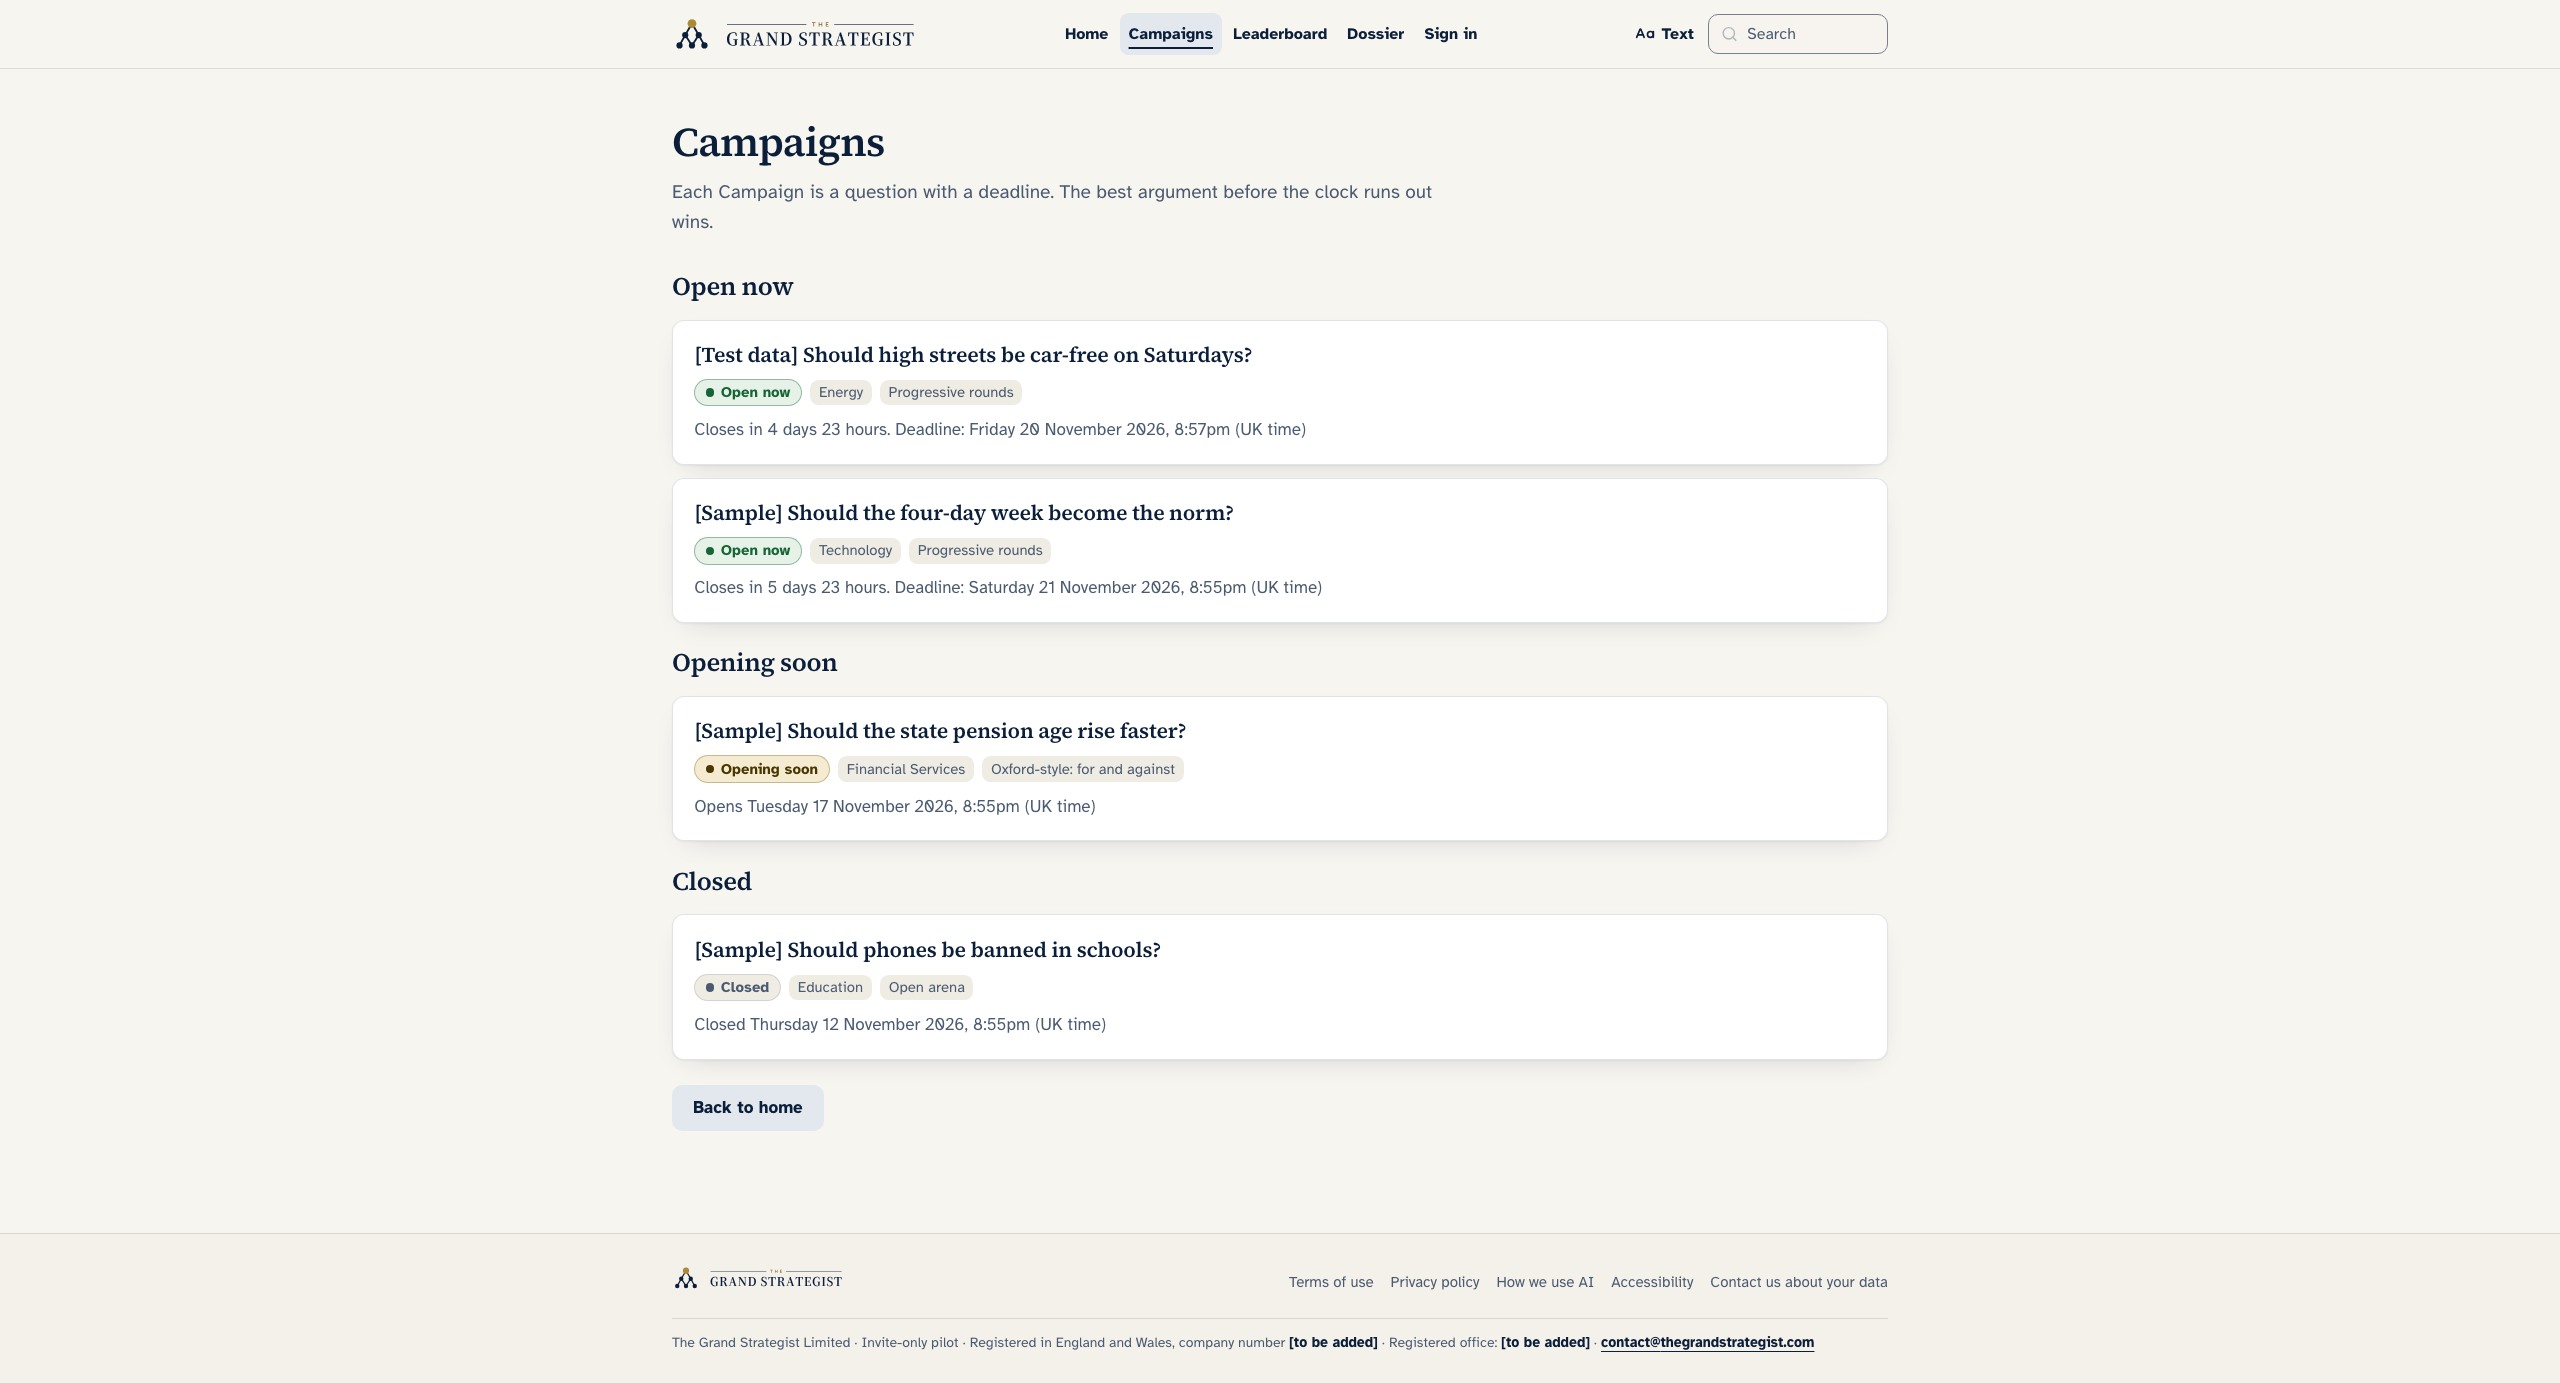 THE
GRAND STRATEGIST
Home Campaigns Leaderboard Dossier Sign in
Aa Text
Search
Campaigns
Each Campaign is a question with a deadline. The best argument before the clock runs out
wins.
Open now
[Test data] Should high streets be car-free on Saturdays?
Open now Energy Progressive rounds
Closes in 4 days 23 hours. Deadline: Friday 20 November 2026, 8:57pm (UK time)
[Sample] Should the four-day week become the norm?
Open now Technology Progressive rounds
Closes in 5 days 23 hours. Deadline: Saturday 21 November 2026, 8:55pm (UK time)
Opening soon
[Sample] Should the state pension age rise faster?
Opening soon Financial Services Oxford-style: for and against
Opens Tuesday 17 November 2026, 8:55pm (UK time)
Closed
[Sample] Should phones be banned in schools?
Closed Education Open arena
Closed Thursday 12 November 2026, 8:55pm (UK time)
Back to home
THE
GRAND STRATEGIST
Terms of use Privacy policy How we use AI Accessibility Contact us about your data
The Grand Strategist Limited · Invite-only pilot · Registered in England and Wales, company number [to be added] · Registered office: [to be added] · contact@thegrandstrategist.com